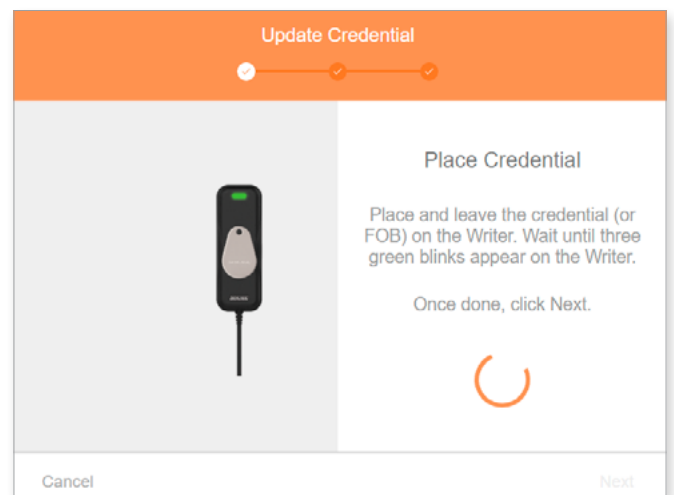 Update Credential
Place Credential
Place and leave the credential (or
FOB) on the Writer. Wait until three
green blinks appear on the Writer.
Once done, click Next.
Cancel
Next